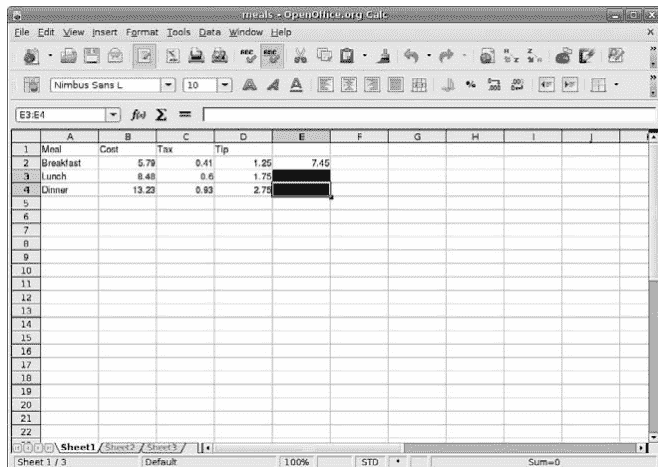 meals - OpenOffice.org Calc
File Edit View Insert Format Tools Data Window Help
Nimbus Sans L 10
E3:E4 f(x) Σ =
A B C D E F G H I J
1 Meal Cost Tax Tip
2 Breakfast 5.79 0.41 1.25 7.45
3 Lunch 8.48 0.6 1.75
4 Dinner 13.23 0.93 2.75
5
6
7
8
9
10
11
12
13
14
15
16
17
18
19
20
21
22
Sheet1 Sheet2 Sheet3
Sheet 1 / 3 Default 100% STD * Sum=0